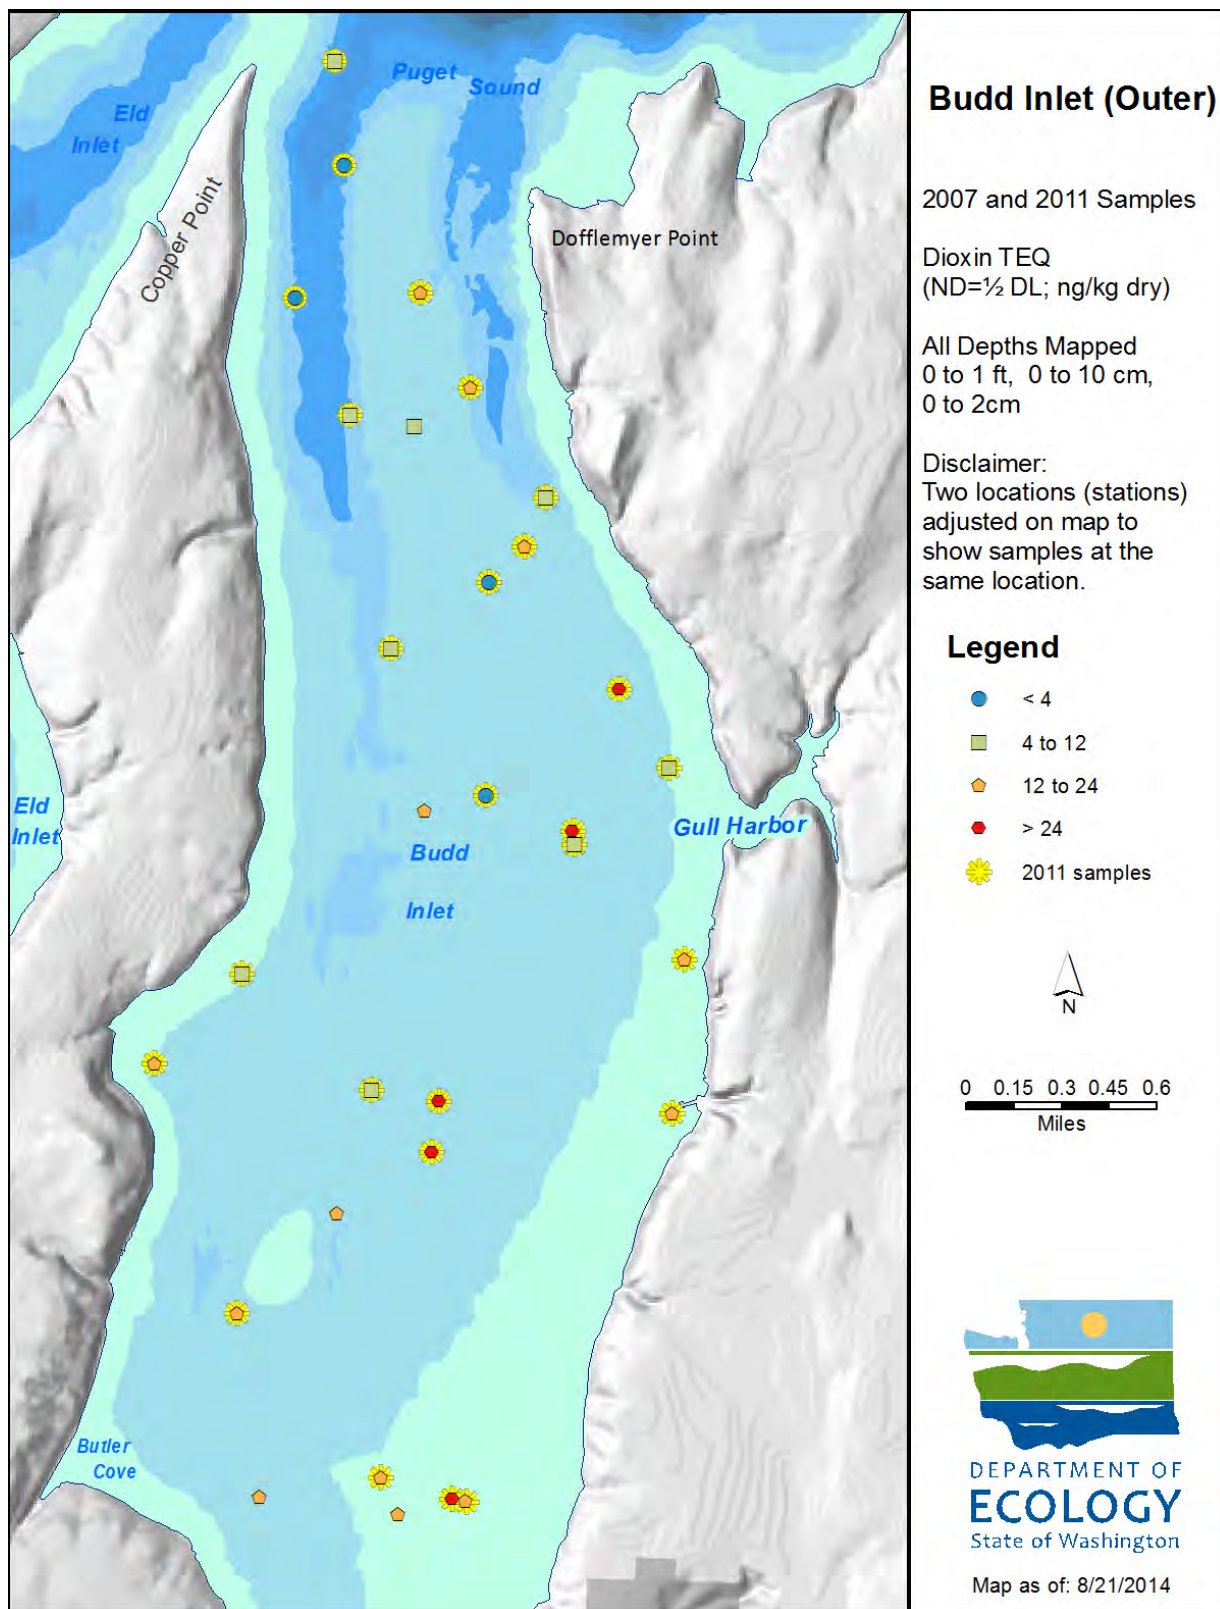 Puget
Sound
Eld
Inlet
Copper Point
Dofflemyer Point
Eld
Inlet
Budd
Inlet
Gull Harbor
Butler
Cove
Budd Inlet (Outer)
2007 and 2011 Samples
Dioxin TEQ
(ND=½ DL; ng/kg dry)
All Depths Mapped
0 to 1 ft, 0 to 10 cm,
0 to 2cm
Disclaimer:
Two locations (stations)
adjusted on map to
show samples at the
same location.
Legend
< 4
4 to 12
12 to 24
> 24
2011 samples
N
0 0.15 0.3 0.45 0.6
Miles
DEPARTMENT OF
ECOLOGY
State of Washington
Map as of: 8/21/2014